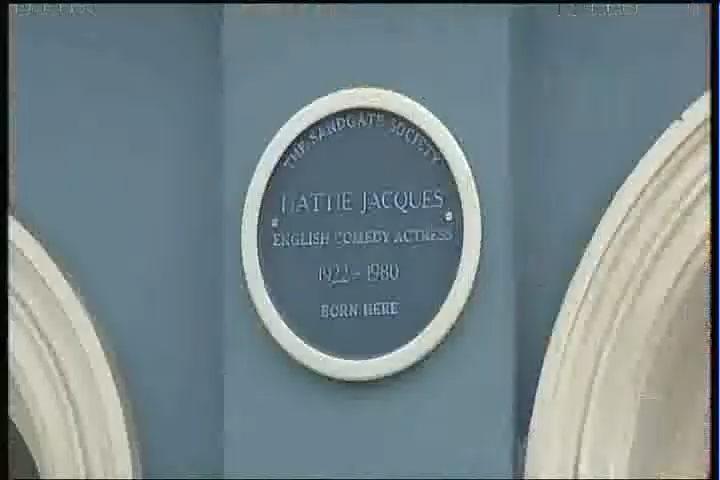 THE SANDGATE SOCIETY
HATTIE JACQUES
ENGLISH COMEDY ACTRESS
1922 - 1980
BORN HERE